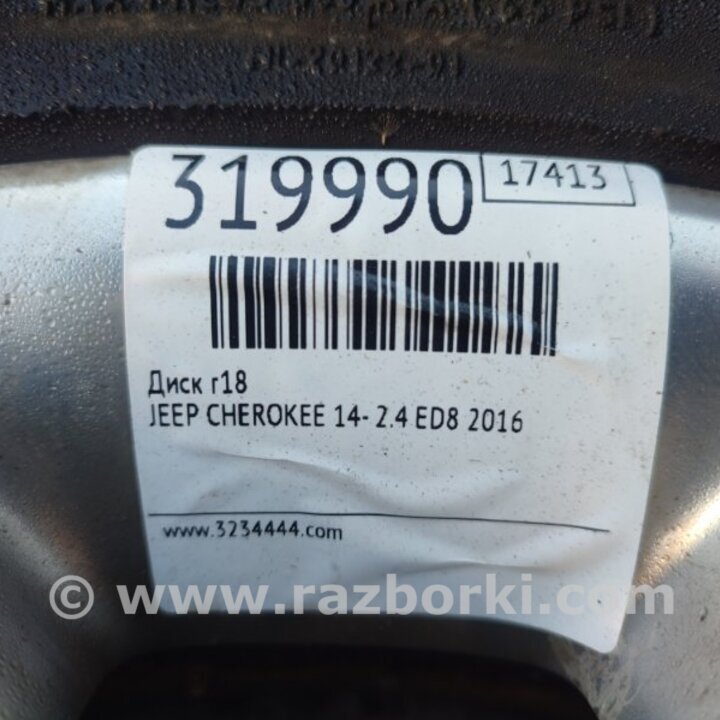 319990
17413
Диск r18
JEEP CHEROKEE 14- 2.4 ED8 2016
www.3234444.com
© www.razborki.com